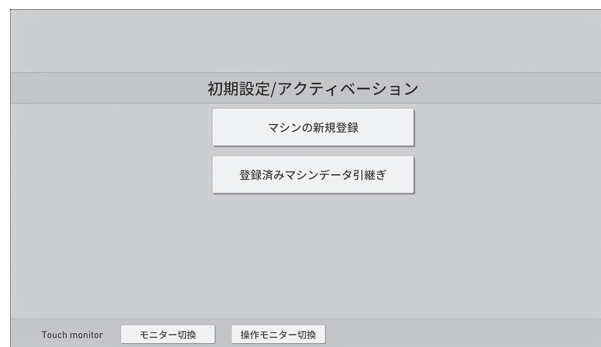 初期設定/アクティベーション
マシンの新規登録
登録済みマシンデータ引継ぎ
Touch monitor モニター切換 操作モニター切換